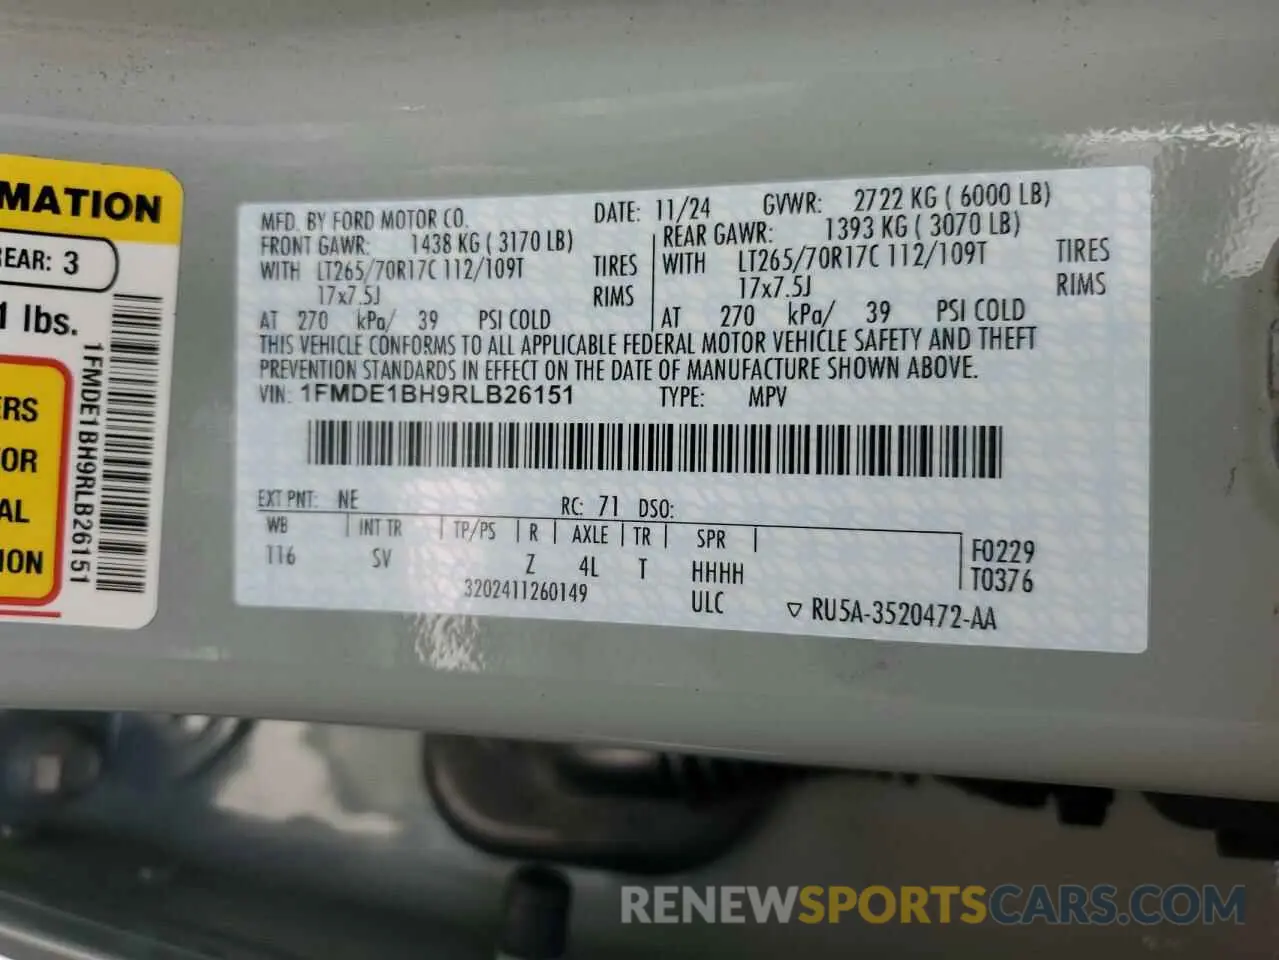 MATION
REAR: 3
1 lbs.
ERS
OR
AL
ION
1FMDE1BH9RLB26151
MFD. BY FORD MOTOR CO. DATE: 11/24 GVWR: 2722 KG ( 6000 LB)
FRONT GAWR: 1438 KG ( 3170 LB) REAR GAWR: 1393 KG ( 3070 LB)
WITH LT265/70R17C 112/109T TIRES WITH LT265/70R17C 112/109T TIRES
17x7.5J RIMS 17x7.5J RIMS
AT 270 kPa/ 39 PSI COLD AT 270 kPa/ 39 PSI COLD
THIS VEHICLE CONFORMS TO ALL APPLICABLE FEDERAL MOTOR VEHICLE SAFETY AND THEFT
PREVENTION STANDARDS IN EFFECT ON THE DATE OF MANUFACTURE SHOWN ABOVE.
VIN: 1FMDE1BH9RLB26151 TYPE: MPV
EXT PNT: NE RC: 71 DSO:
WB INT TR TP/PS R AXLE TR SPR F0229
116 SV Z 4L T HHHH T0376
3202411260149 ULC ▽ RU5A-3520472-AA
RENEWSPORTSCARS.COM